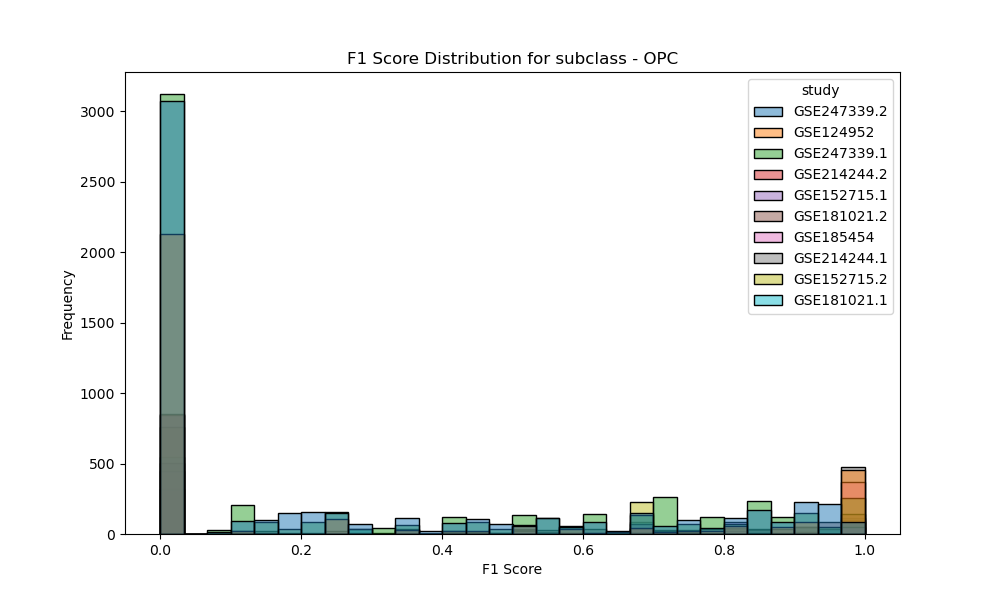 F1 Score Distribution for subclass - OPC
study
GSE247339.2
GSE124952
GSE247339.1
GSE214244.2
GSE152715.1
GSE181021.2
GSE185454
GSE214244.1
GSE152715.2
GSE181021.1
Frequency
3000
2500
2000
1500
1000
500
0
0.0 0.2 0.4 0.6 0.8 1.0
F1 Score